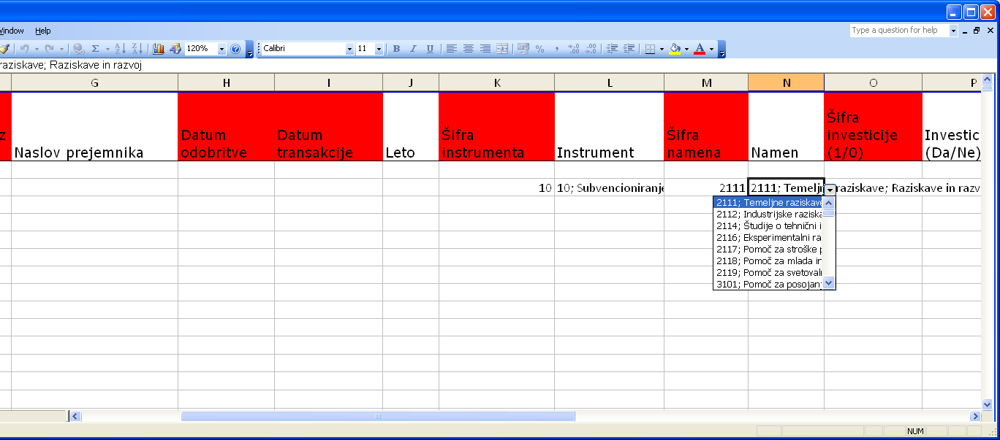 Window Help Type a question for help
120% Calibri 11 B I U
raziskave; Raziskave in razvoj
G H I J K L M N O P
z Naslov prejemnika Datum odobritve Datum transakcije Leto Šifra instrumenta Instrument Šifra namena Namen Šifra investicije (1/0) Investic (Da/Ne)
10 10; Subvencioniranje 2111 2111; Temeljne raziskave; Raziskave in razv
2111; Temeljne raziskave
2112; Industrijske raziska
2114; Študije o tehnični i
2116; Eksperimentalni ra
2117; Pomoč za stroške p
2118; Pomoč za mlada in
2119; Pomoč za svetoval
3101; Pomoč za posojanj
NUM